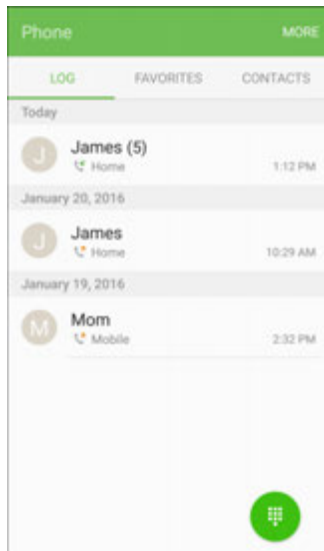 Phone MORE
LOG FAVORITES CONTACTS
Today
J James (5)
Home 1:12 PM
January 20, 2016
J James
Home 10:29 AM
January 19, 2016
M Mom
Mobile 2:32 PM